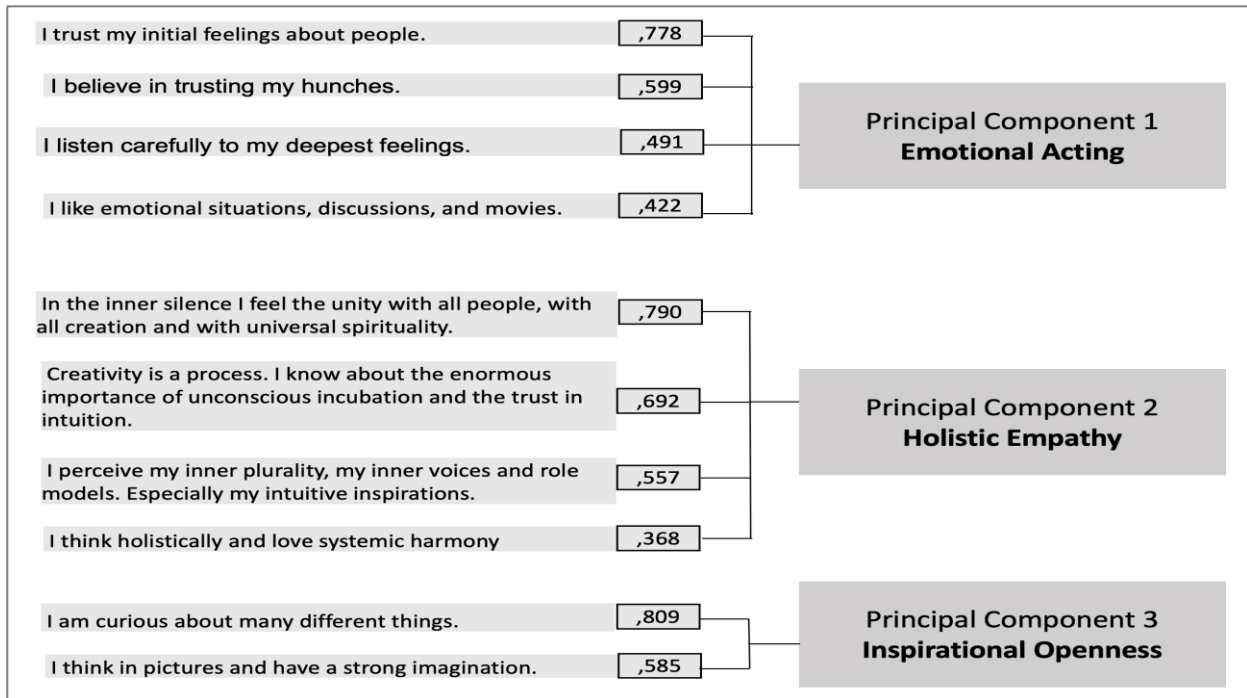 I trust my initial feelings about people.
,778
I believe in trusting my hunches.
,599
I listen carefully to my deepest feelings.
,491
I like emotional situations, discussions, and movies.
,422
Principal Component 1
Emotional Acting
In the inner silence I feel the unity with all people, with
all creation and with universal spirituality.
,790
Creativity is a process. I know about the enormous
importance of unconscious incubation and the trust in
intuition.
,692
I perceive my inner plurality, my inner voices and role
models. Especially my intuitive inspirations.
,557
I think holistically and love systemic harmony
,368
Principal Component 2
Holistic Empathy
I am curious about many different things.
,809
I think in pictures and have a strong imagination.
,585
Principal Component 3
Inspirational Openness